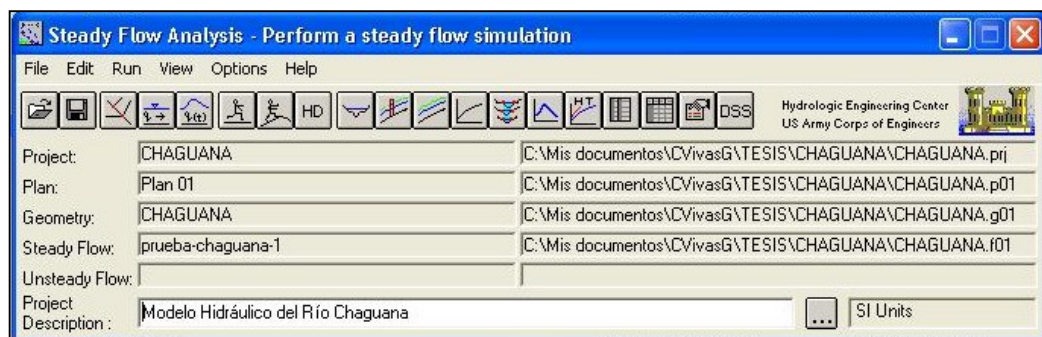 Steady Flow Analysis - Perform a steady flow simulation
File Edit Run View Options Help
HD HT DSS
Hydrologic Engineering Center
US Army Corps of Engineers
Project: CHAGUANA C:\Mis documentos\CVivasG\TESIS\CHAGUANA\CHAGUANA.prj
Plan: Plan 01 C:\Mis documentos\CVivasG\TESIS\CHAGUANA\CHAGUANA.p01
Geometry: CHAGUANA C:\Mis documentos\CVivasG\TESIS\CHAGUANA\CHAGUANA.g01
Steady Flow: prueba-chaguana-1 C:\Mis documentos\CVivasG\TESIS\CHAGUANA\CHAGUANA.f01
Unsteady Flow:
Project
Description : Modelo Hidráulico del Río Chaguana ... SI Units